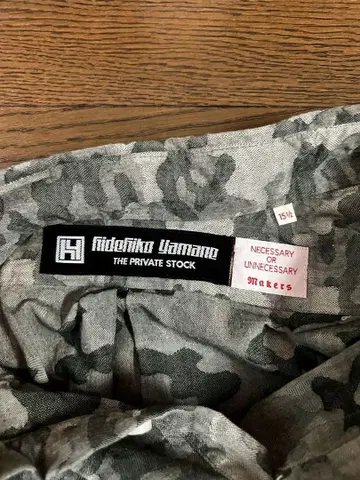 hidehiko yamane
THE PRIVATE STOCK
NECESSARY
OR
UNNECESSARY
Makers
15½